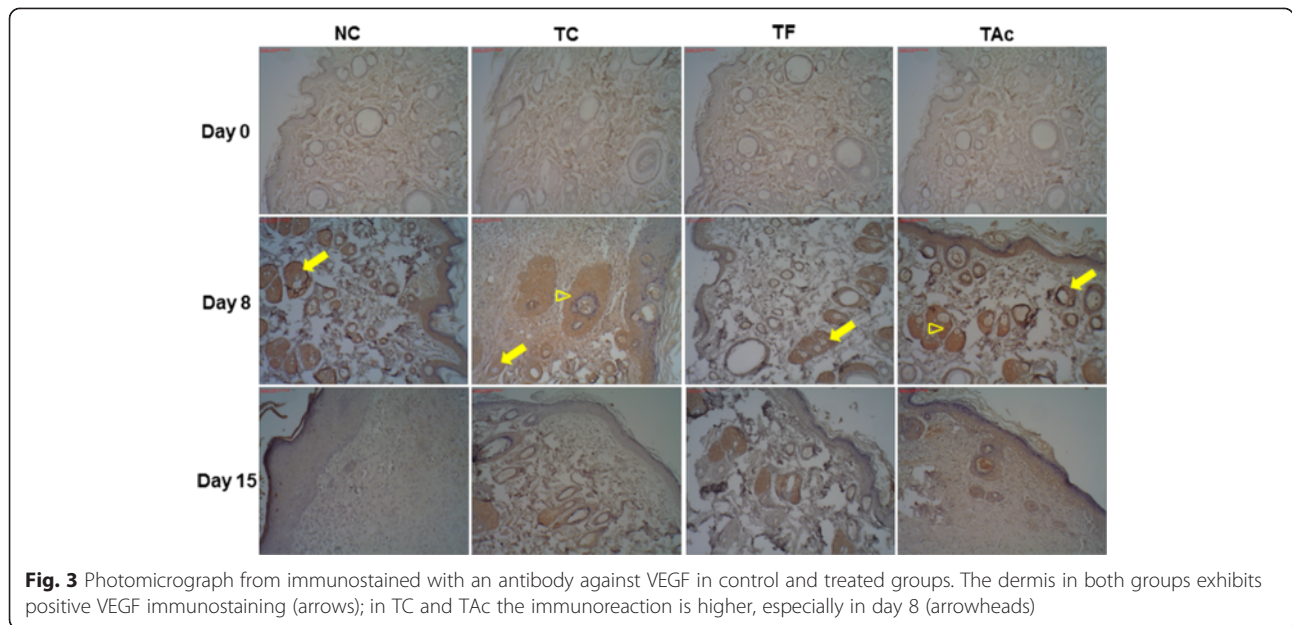 NC TC TF TAc
Day 0
Day 8
Day 15
Fig. 3 Photomicrograph from immunostained with an antibody against VEGF in control and treated groups. The dermis in both groups exhibits
positive VEGF immunostaining (arrows); in TC and TAc the immunoreaction is higher, especially in day 8 (arrowheads)